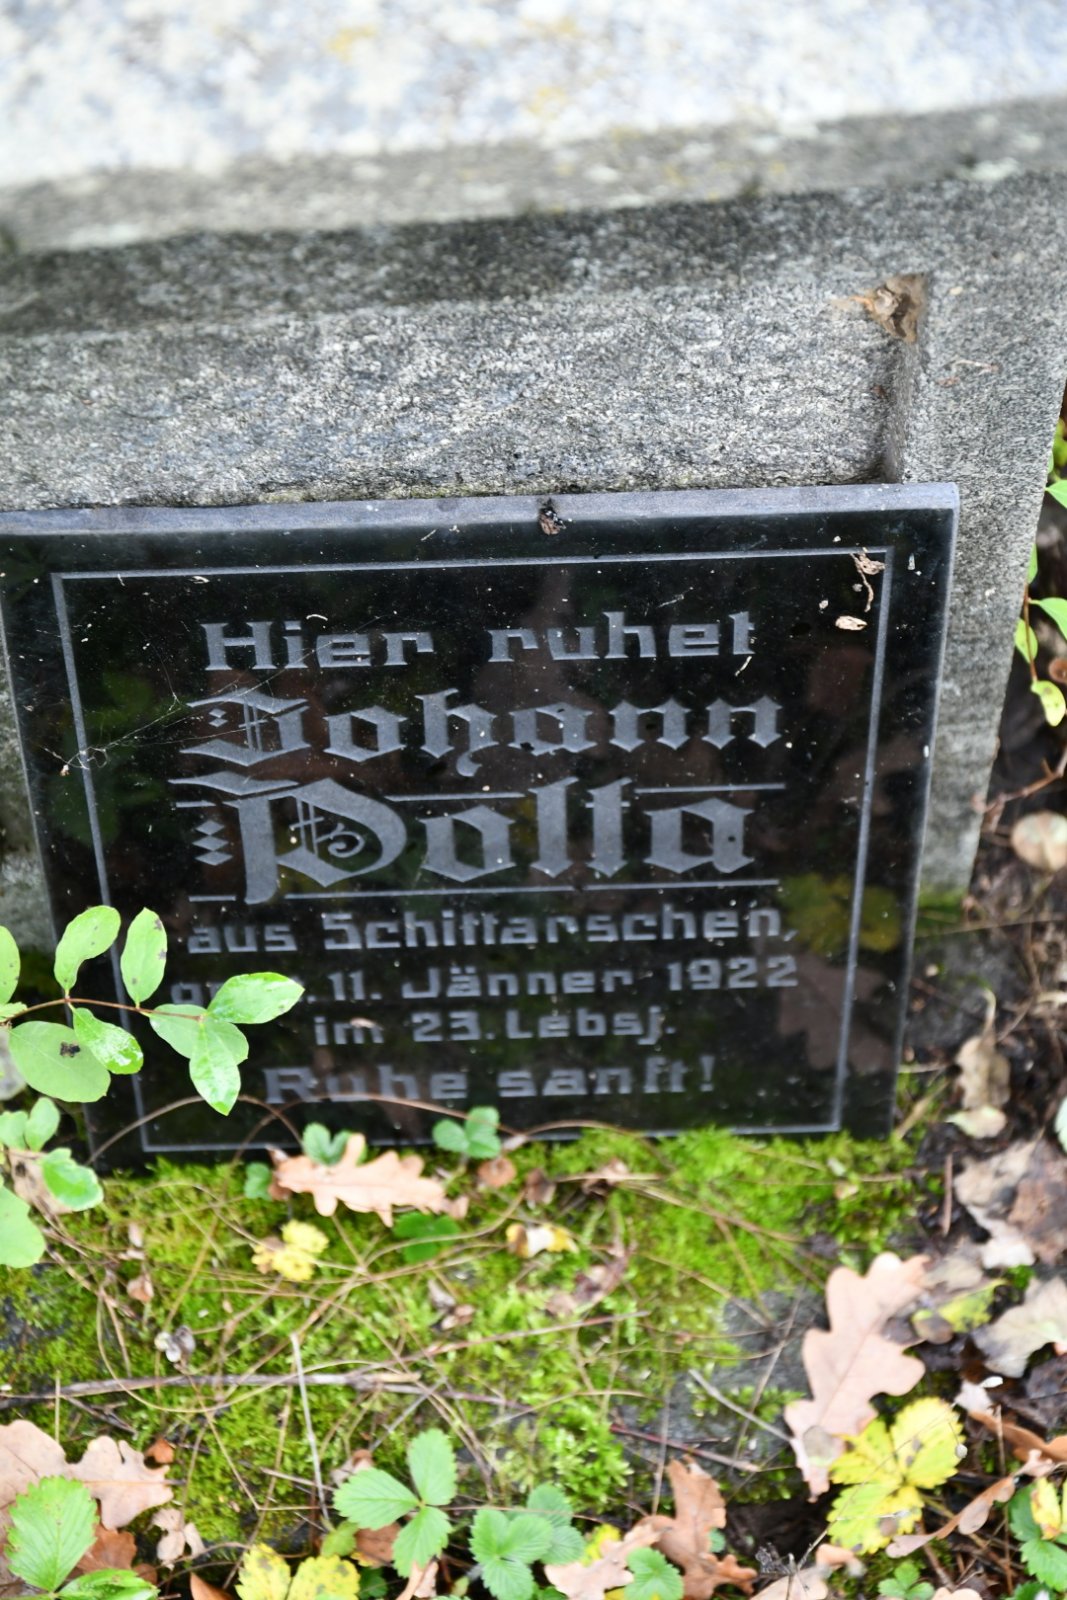 Hier ruhet
Johann
Polta
aus Schittarschen,
11. Jänner 1922
im 23. Lebsj.
Ruhe sanft!